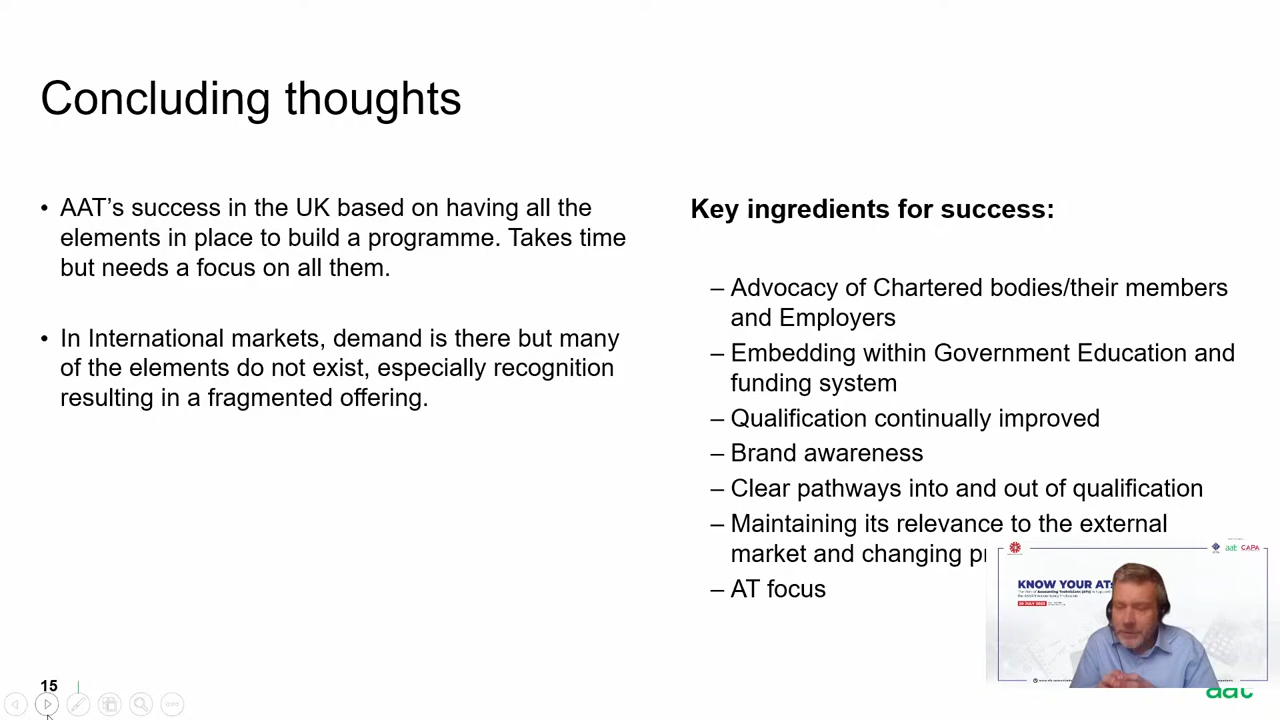 Concluding thoughts
• AAT’s success in the UK based on having all the
elements in place to build a programme. Takes time
but needs a focus on all them.
• In International markets, demand is there but many
of the elements do not exist, especially recognition
resulting in a fragmented offering.
Key ingredients for success:
– Advocacy of Chartered bodies/their members
and Employers
– Embedding within Government Education and
funding system
– Qualification continually improved
– Brand awareness
– Clear pathways into and out of qualification
– Maintaining its relevance to the external
market and changing
– AT focus
aat CAPA
KNOW YOUR ATs
15
aat